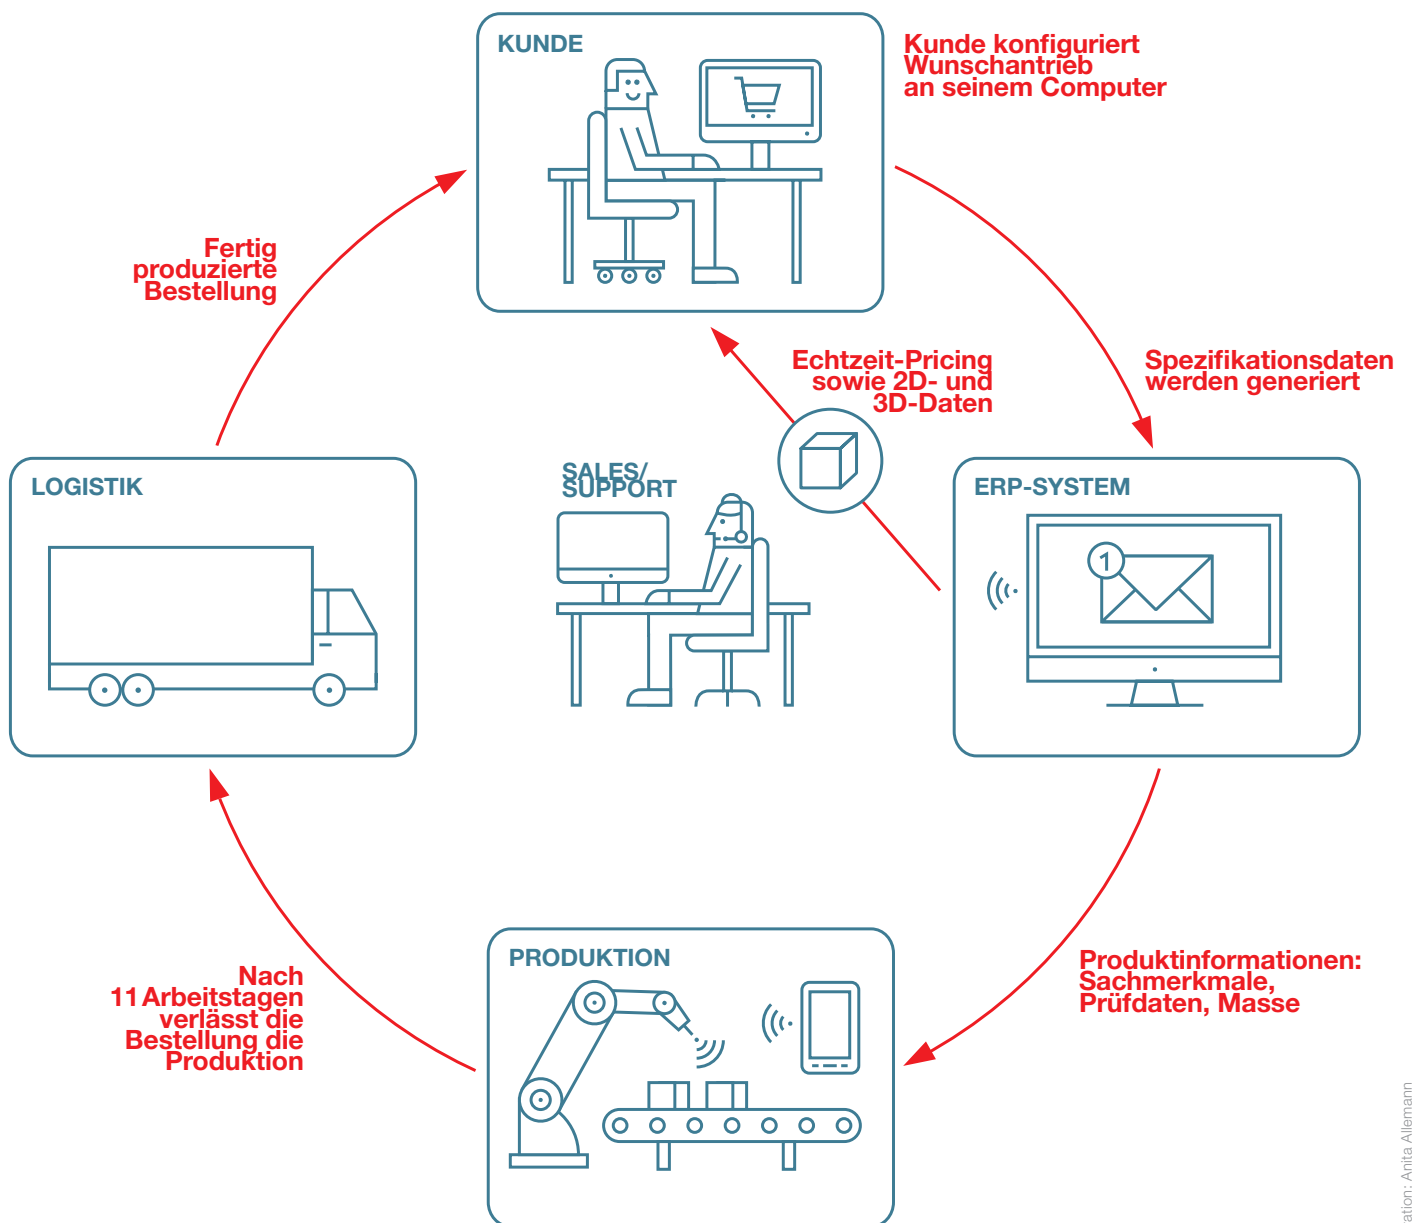 KUNDE
Kunde konfiguriert
Wunschantrieb
an seinem Computer
Fertig
produzierte
Bestellung
Echtzeit-Pricing
sowie 2D- und
3D-Daten
Spezifikationsdaten
werden generiert
LOGISTIK
SALES/
SUPPORT
ERP-SYSTEM
1
Nach
11 Arbeitstagen
verlässt die
Bestellung die
Produktion
PRODUKTION
Produktinformationen:
Sachmerkmale,
Prüfdaten, Masse
ation: Anita Allemann